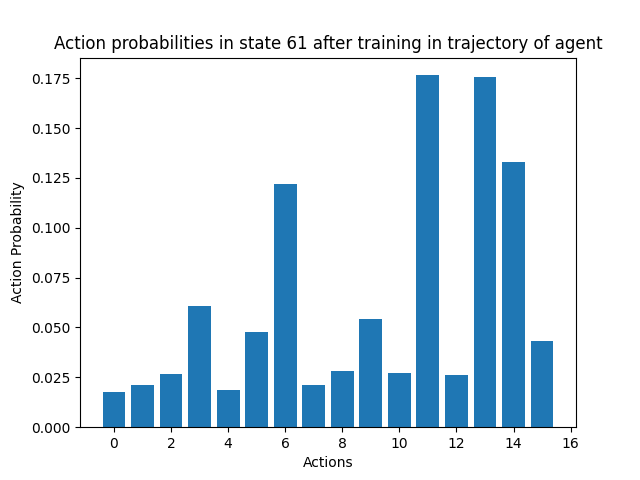 Action probabilities in state 61 after training in trajectory of agent
0.175
0.150
0.125
0.100
0.075
0.050
0.025
0.000
Action Probability
0 2 4 6 8 10 12 14 16
Actions